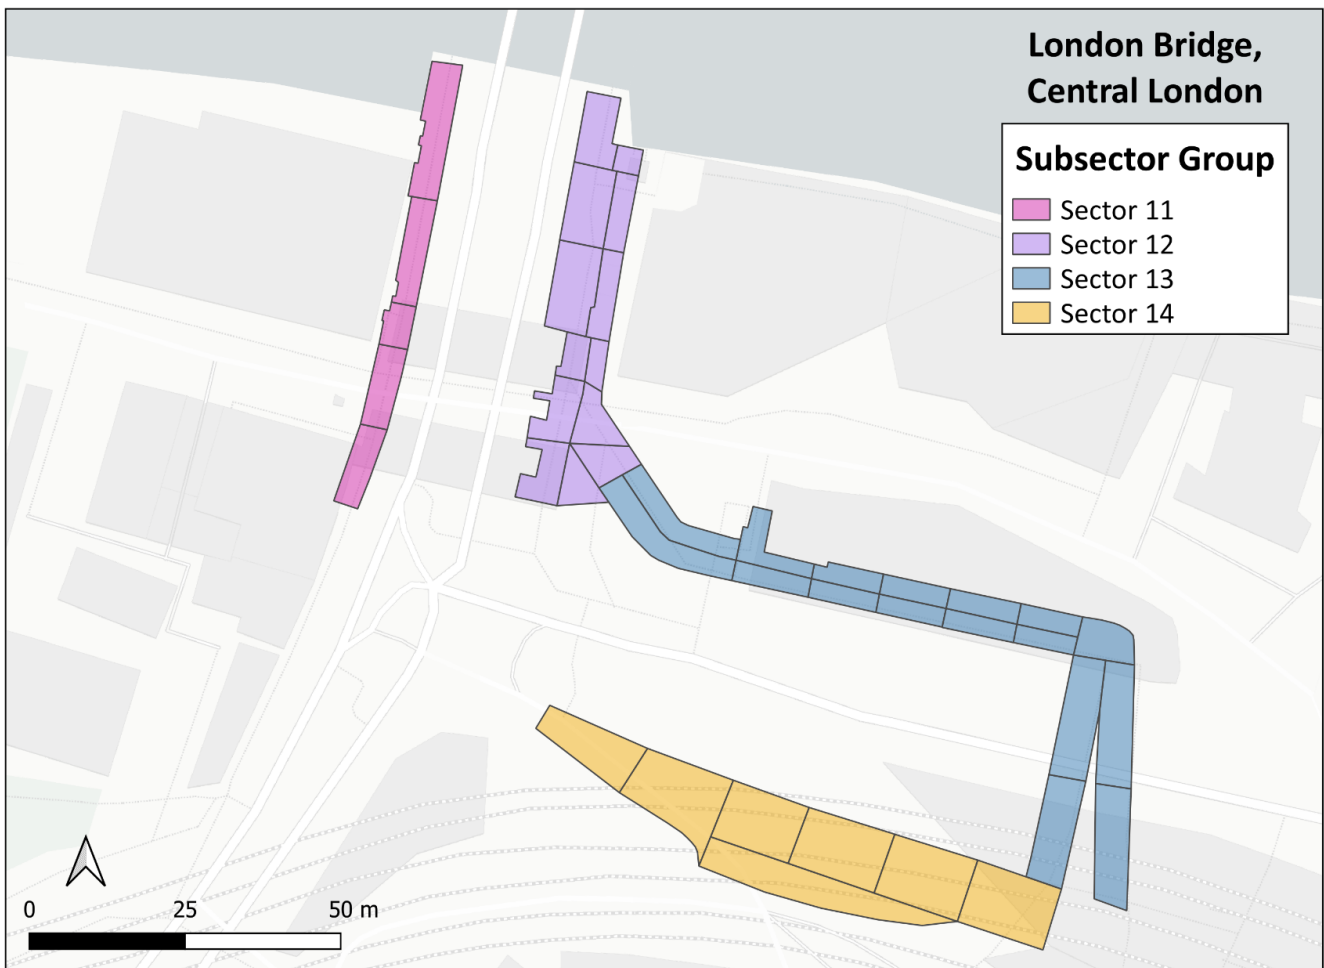 London Bridge,
Central London
Subsector Group
Sector 11
Sector 12
Sector 13
Sector 14
0 25 50 m